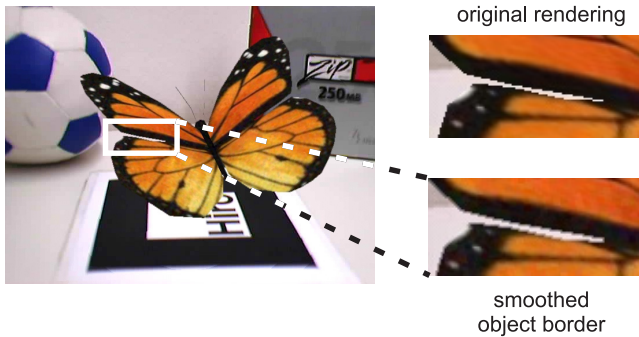 original rendering
Zip
250MB
Hiro
smoothed
object border